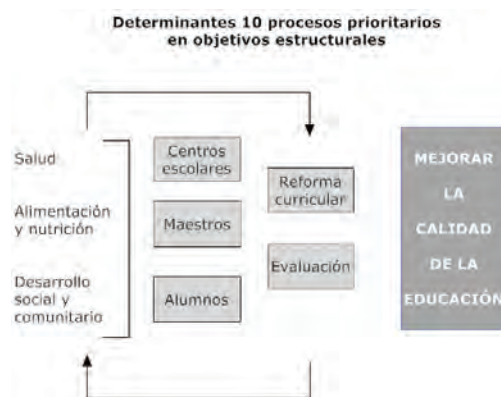 Determinantes 10 procesos prioritarios
en objetivos estructurales
Salud
Alimentación
y nutrición
Desarrollo
social y
comunitario
Centros
escolares
Maestros
Alumnos
Reforma
curricular
Evaluación
MEJORAR
LA
CALIDAD
DE LA
EDUCACIÓN